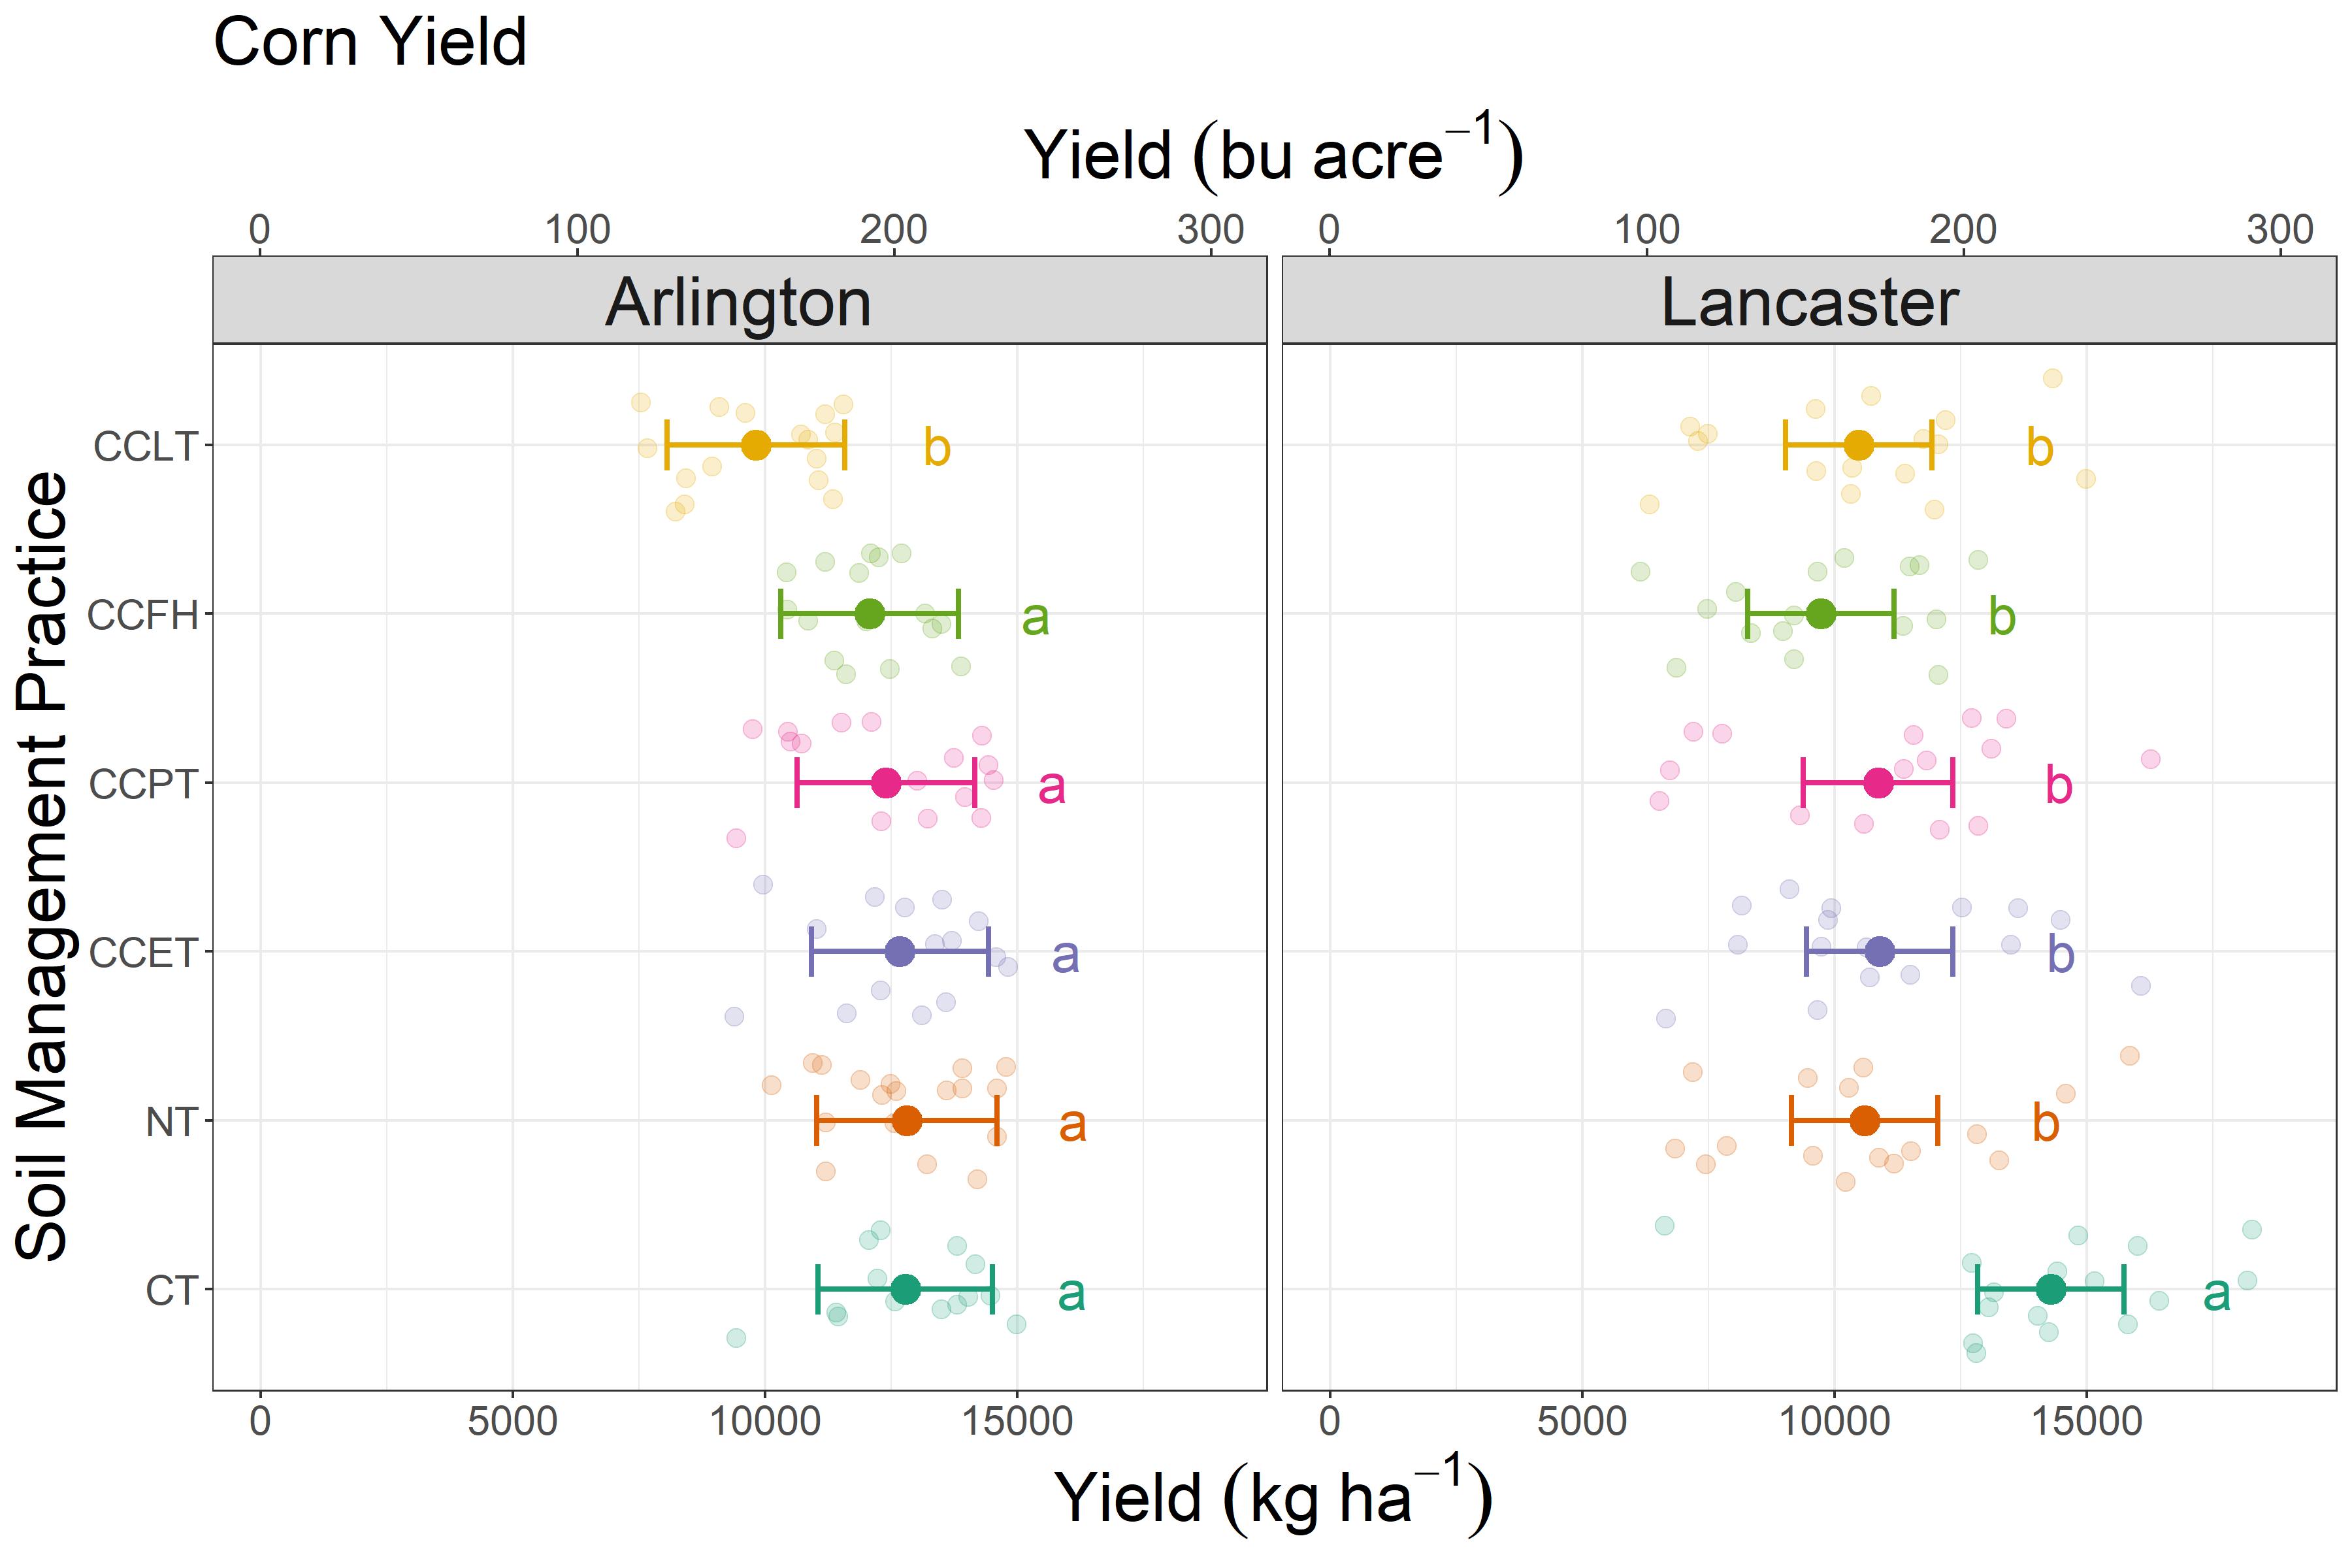 Corn Yield
Yield (bu acre⁻¹)
0 100 200 300 0 100 200 300
Arlington Lancaster
CCLT b b
CCFH a b
CCPT a b
CCET a b
NT a b
CT a a
Soil Management Practice
0 5000 10000 15000 0 5000 10000 15000
Yield (kg ha⁻¹)